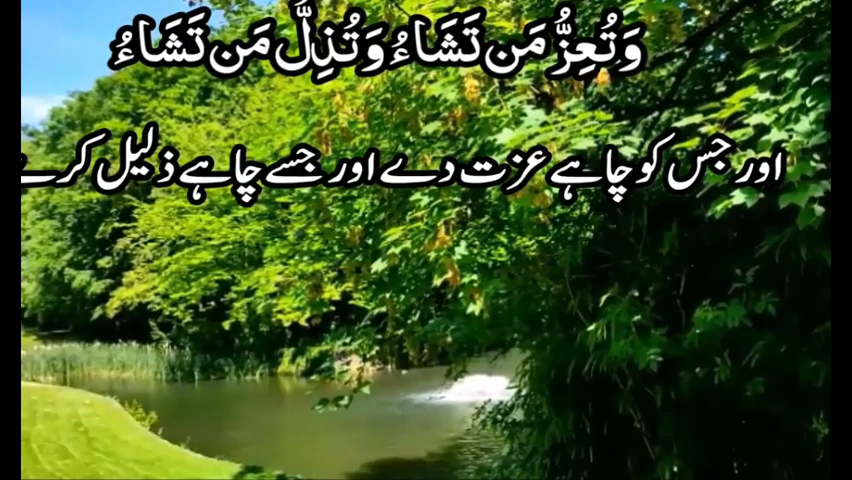 وَتُعِزُّ مَن تَشَاءُ وَتُذِلُّ مَن تَشَاءُ
اور جس کو چاہے عزت دے اور جسے چاہے ذلیل کرے